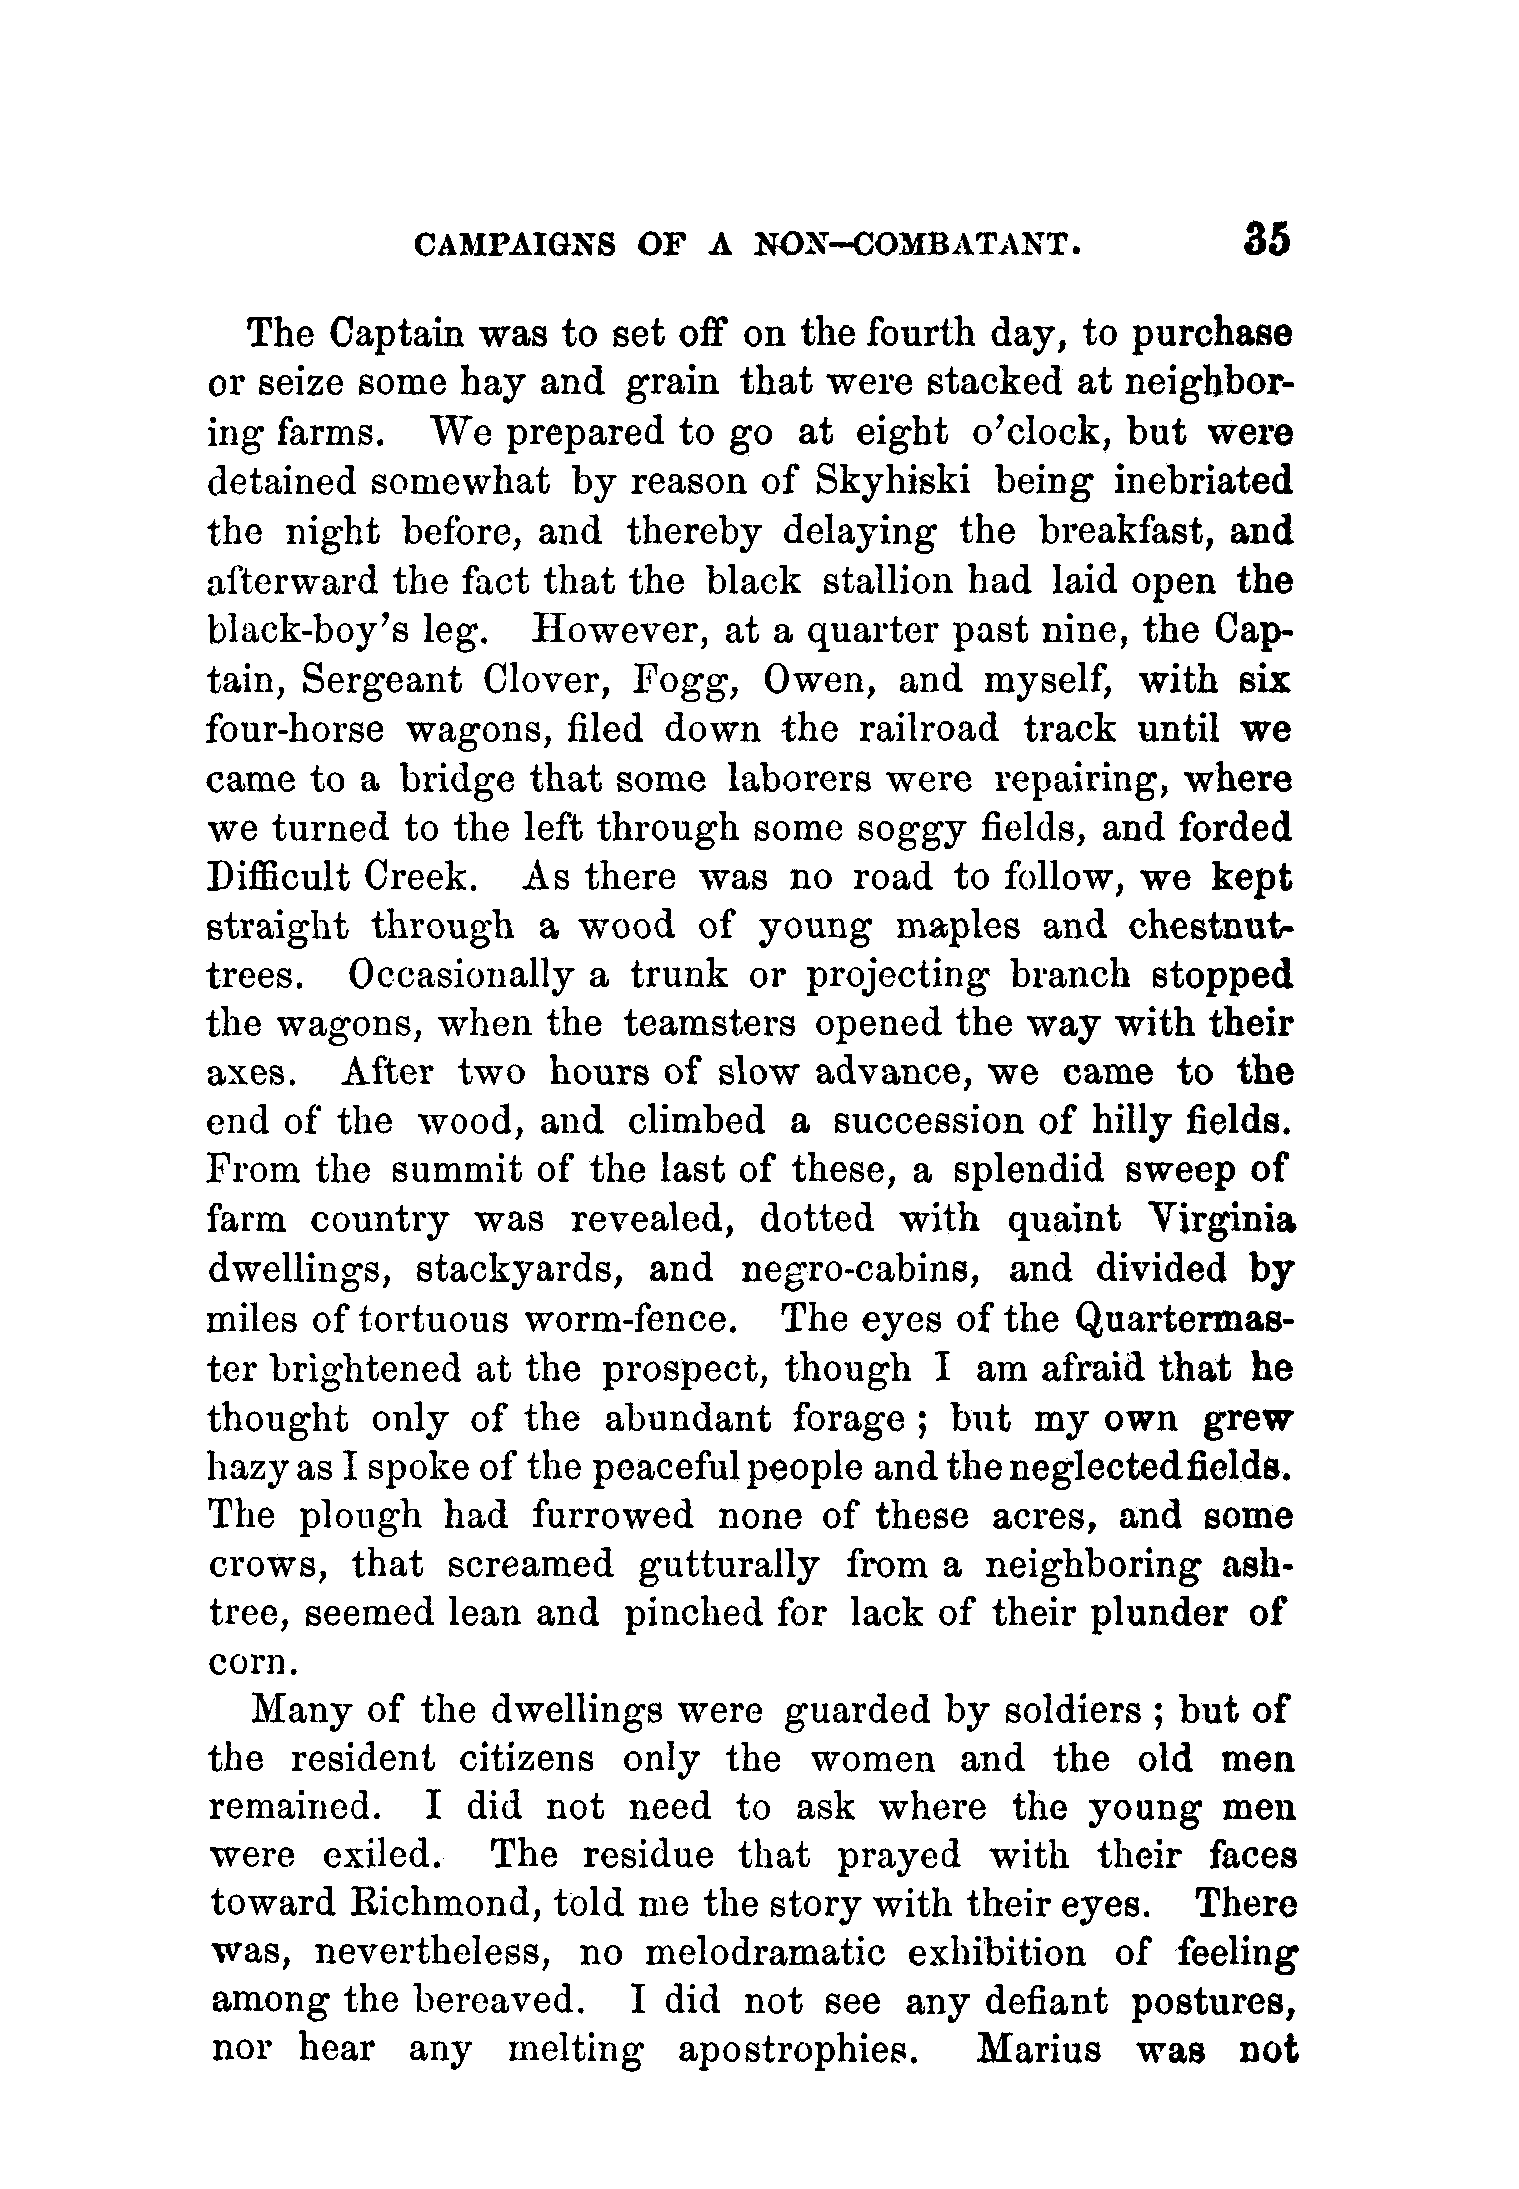 CAMPAIGNS OF A NON-COMBATANT. 35
The Captain was to set off on the fourth day, to purchase
or seize some hay and grain that were stacked at neighbor-
ing farms. We prepared to go at eight o'clock, but were
detained somewhat by reason of Skyhiski being inebriated
the night before, and thereby delaying the breakfast, and
afterward the fact that the black stallion had laid open the
black-boy's leg. However, at a quarter past nine, the Cap-
tain, Sergeant Clover, Fogg, Owen, and myself, with six
four-horse wagons, filed down the railroad track until we
came to a bridge that some laborers were repairing, where
we turned to the left through some soggy fields, and forded
Difficult Creek. As there was no road to follow, we kept
straight through a wood of young maples and chestnut-
trees. Occasionally a trunk or projecting branch stopped
the wagons, when the teamsters opened the way with their
axes. After two hours of slow advance, we came to the
end of the wood, and climbed a succession of hilly fields.
From the summit of the last of these, a splendid sweep of
farm country was revealed, dotted with quaint Virginia
dwellings, stackyards, and negro-cabins, and divided by
miles of tortuous worm-fence. The eyes of the Quartermas-
ter brightened at the prospect, though I am afraid that he
thought only of the abundant forage ; but my own grew
hazy as I spoke of the peaceful people and the neglected fields.
The plough had furrowed none of these acres, and some
crows, that screamed gutturally from a neighboring ash-
tree, seemed lean and pinched for lack of their plunder of
corn.
Many of the dwellings were guarded by soldiers ; but of
the resident citizens only the women and the old men
remained. I did not need to ask where the young men
were exiled. The residue that prayed with their faces
toward Richmond, told me the story with their eyes. There
was, nevertheless, no melodramatic exhibition of feeling
among the bereaved. I did not see any defiant postures,
nor hear any melting apostrophies. Marius was not